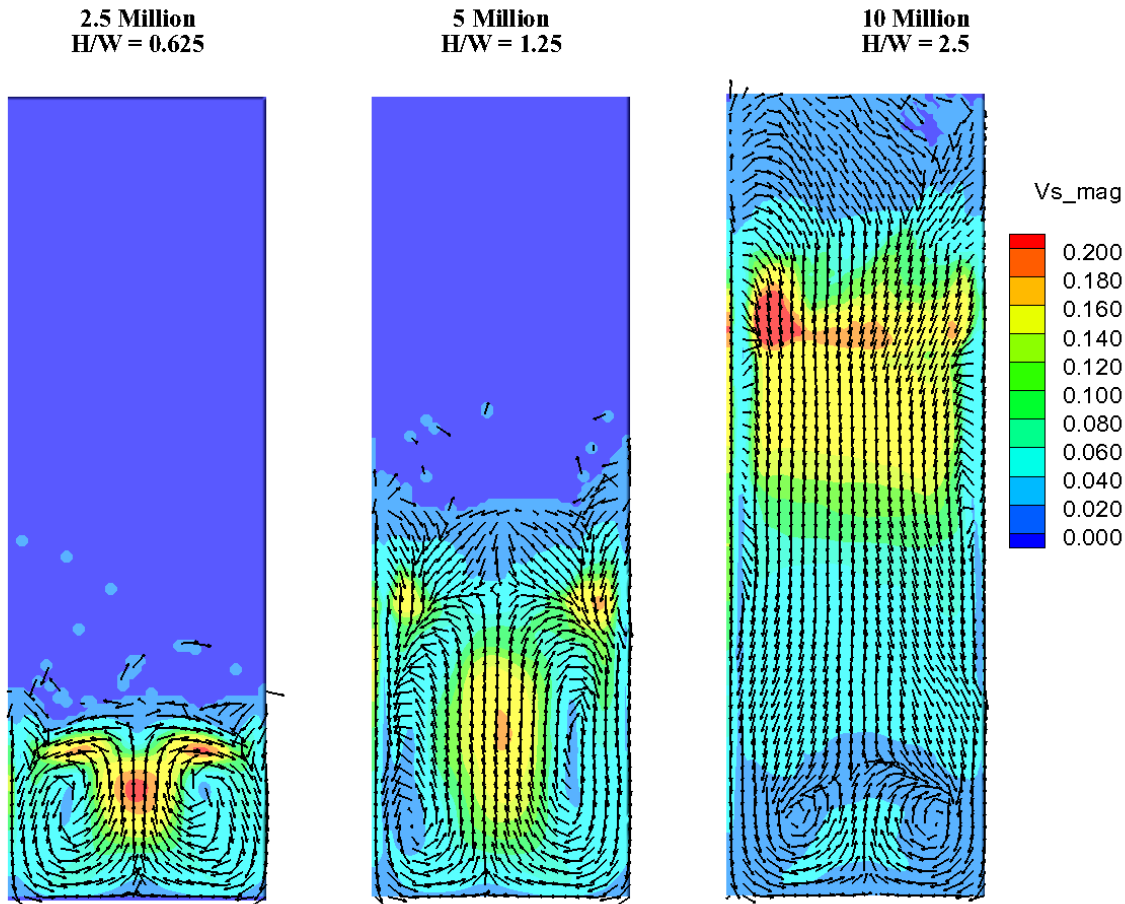 2.5 Million
H/W = 0.625
5 Million
H/W = 1.25
10 Million
H/W = 2.5
Vs_mag
0.200
0.180
0.160
0.140
0.120
0.100
0.080
0.060
0.040
0.020
0.000